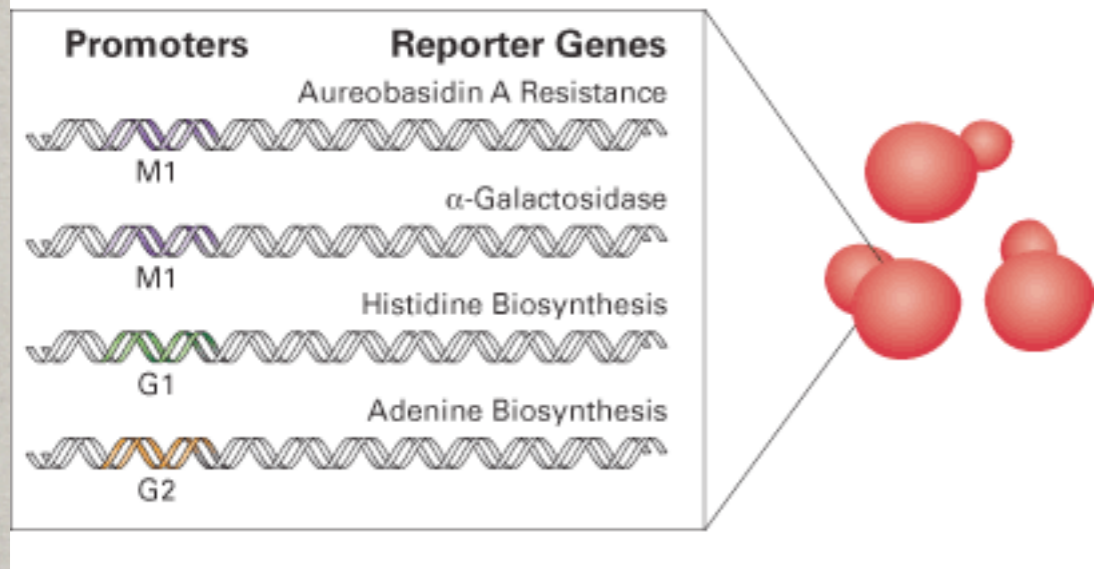 Promoters Reporter Genes
Aureobasidin A Resistance
M1
α-Galactosidase
M1
Histidine Biosynthesis
G1
Adenine Biosynthesis
G2